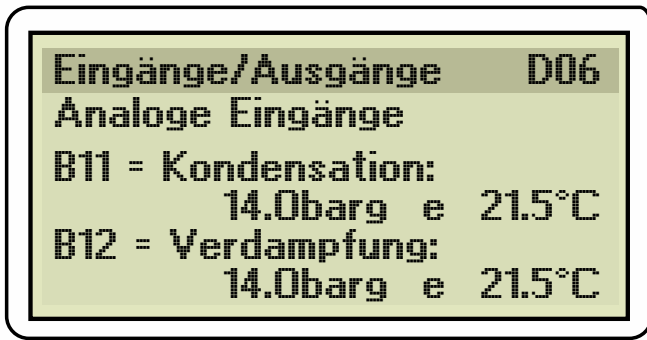 Eingänge/Ausgänge D06
Analoge Eingänge
B11 = Kondensation:
14.0barg e 21.5°C
B12 = Verdampfung:
14.0barg e 21.5°C